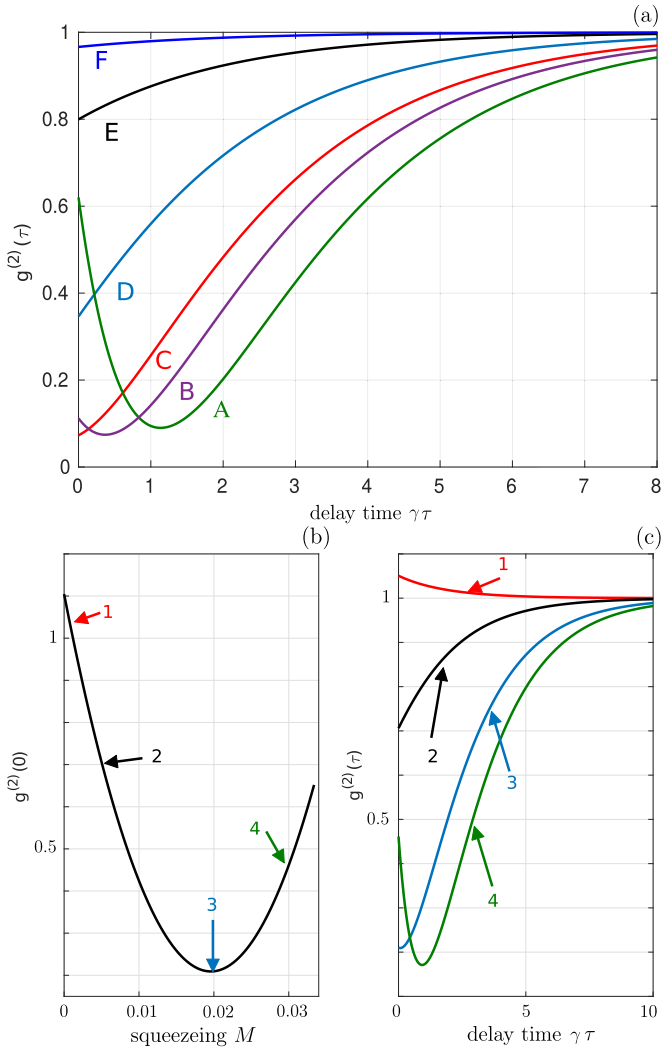 (a)
1
0.8
0.6
0.4
0.2
0
g⁽²⁾(τ)
F
E
D
C
B
A
0 1 2 3 4 5 6 7 8
delay time γτ
(b)
1
0.5
g⁽²⁾(0)
1
2
3
4
0 0.01 0.02 0.03
squeezeing M
(c)
1
0.5
g⁽²⁾(τ)
1
2
3
4
0 5 10
delay time γτ